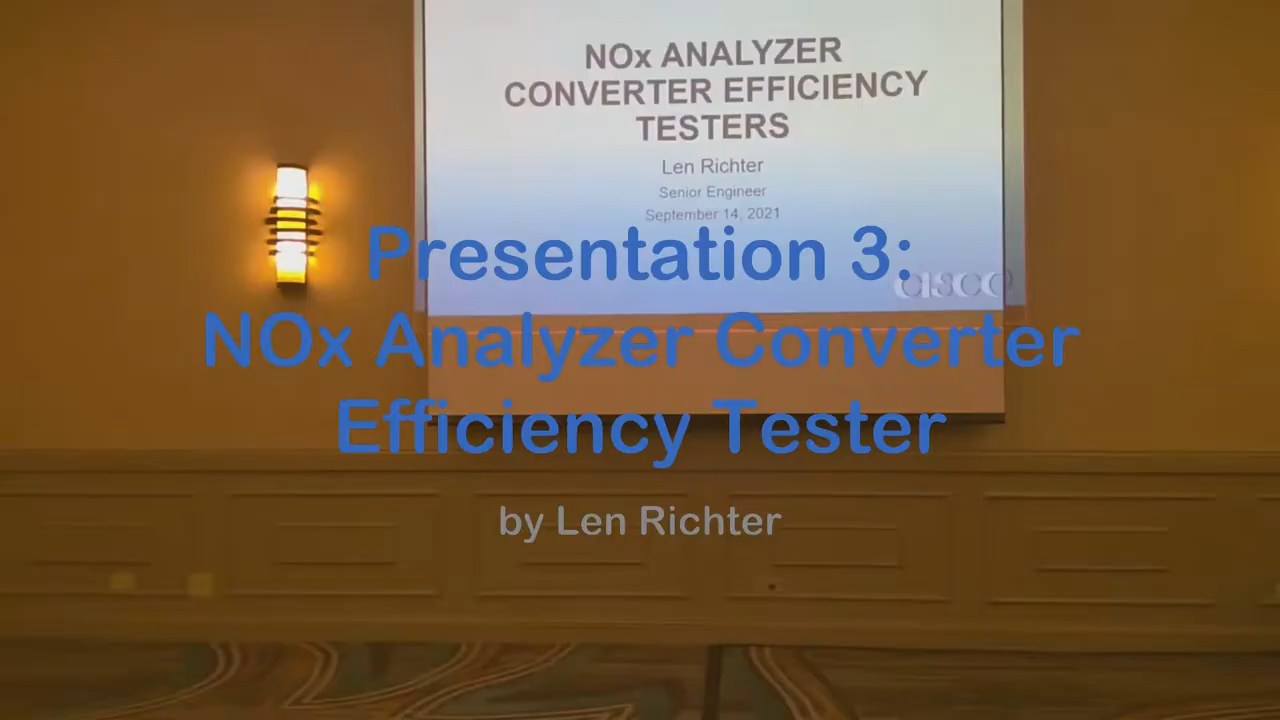 NOx ANALYZER
CONVERTER EFFICIENCY
TESTERS
Len Richter
Senior Engineer
September 14, 2021
CISCO
Presentation 3:
NOx Analyzer Converter
Efficiency Tester
by Len Richter